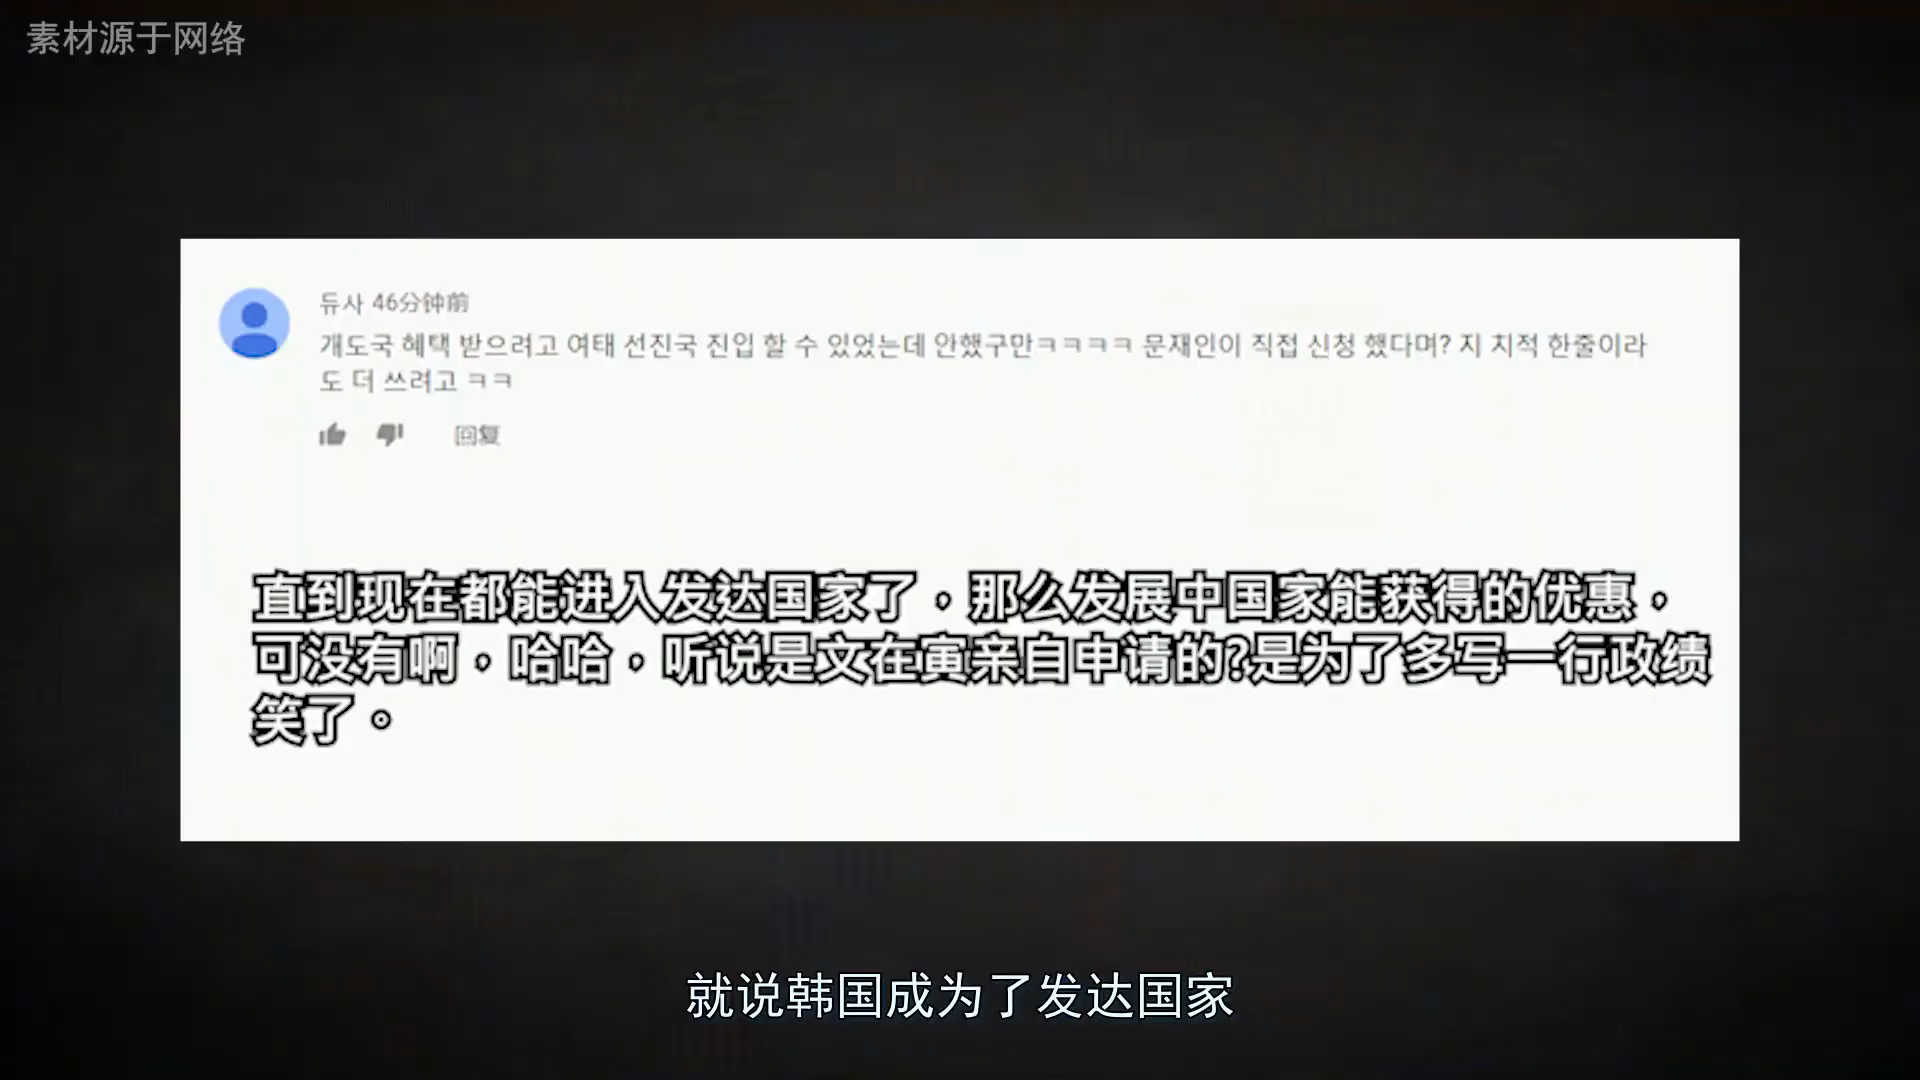 素材源于网络
듀사 46分钟前
개도국 혜택 받으려고 여태 선진국 진입 할 수 있었는데 안했구만ㅋㅋㅋㅋ 문재인이 직접 신청 했다며? 지 치적 한줄이라
도 더 쓰려고 ㅋㅋ
回复
直到现在都能进入发达国家了，那么发展中国家能获得的优惠，
可没有啊，哈哈，听说是文在寅亲自申请的?是为了多写一行政绩
笑了。
就说韩国成为了发达国家